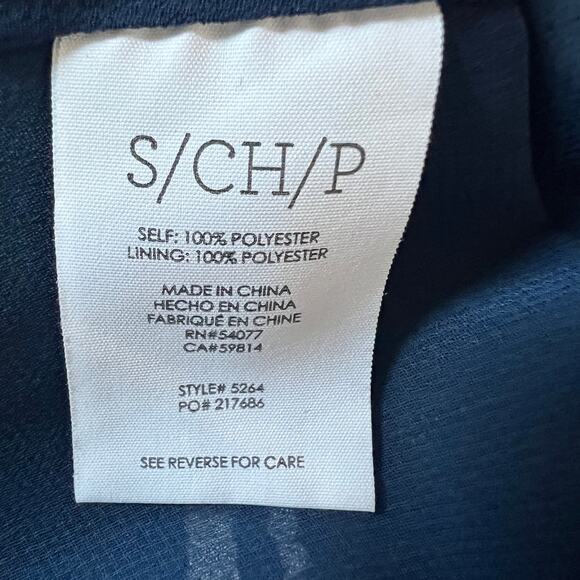 S/CH/P
SELF: 100% POLYESTER
LINING: 100% POLYESTER
MADE IN CHINA
HECHO EN CHINA
FABRIQUÉ EN CHINE
RN#54077
CA#59814
STYLE# 5264
PO# 217686
SEE REVERSE FOR CARE